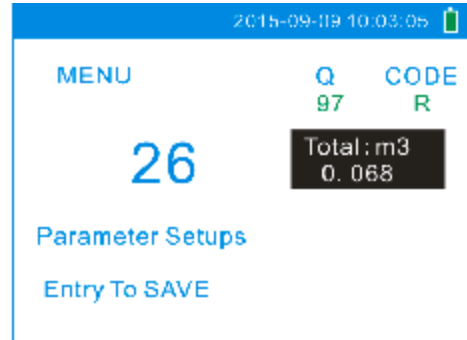 2015-09-09 10:03:05
MENU Q CODE
97 R
26
Total:m3
0.068
Parameter Setups
Entry To SAVE